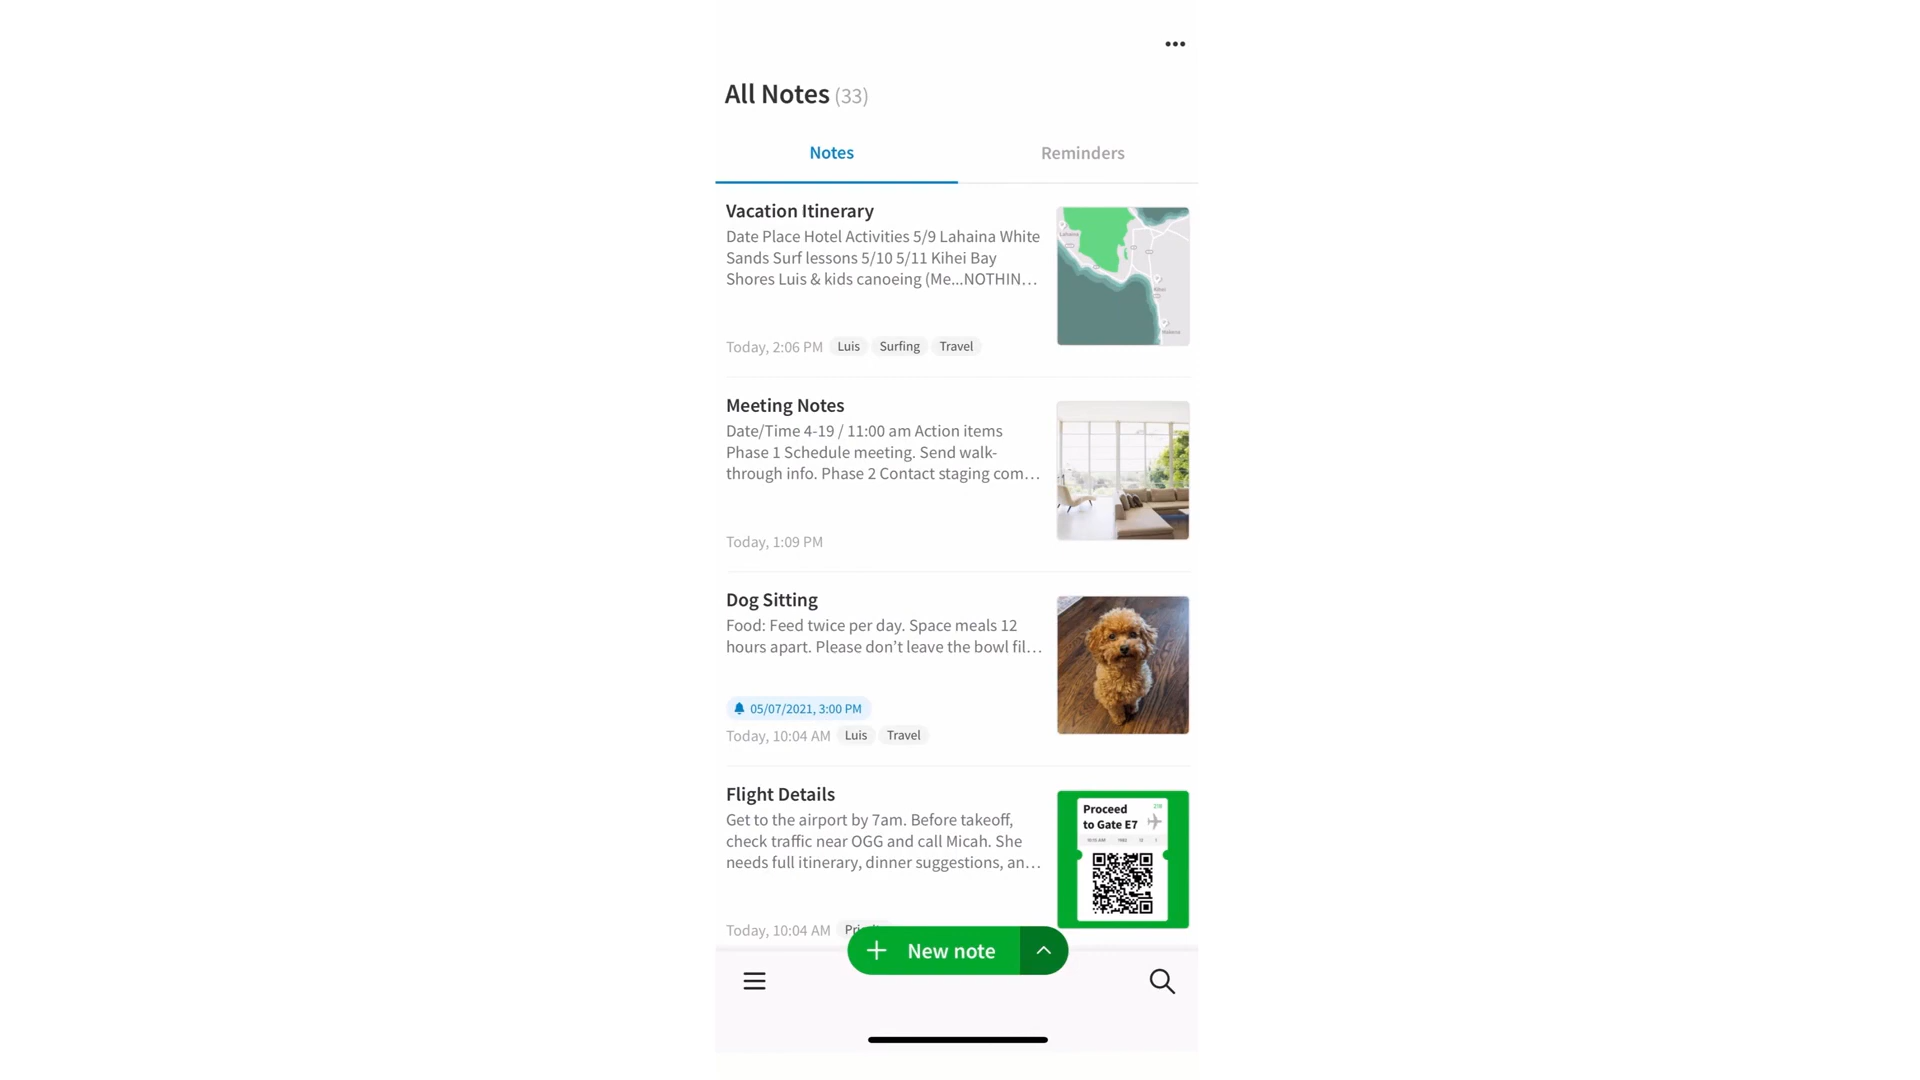 All Notes (33)
Notes
Reminders
Vacation Itinerary
Date Place Hotel Activities 5/9 Lahaina White
Sands Surf lessons 5/10 5/11 Kihei Bay
Shores Luis & kids canoeing (Me...NOTHIN...
Today, 2:06 PM Luis Surfing Travel
Meeting Notes
Date/Time 4-19 / 11:00 am Action items
Phase 1 Schedule meeting. Send walk-
through info. Phase 2 Contact staging com...
Today, 1:09 PM
Dog Sitting
Food: Feed twice per day. Space meals 12
hours apart. Please don’t leave the bowl fil...
05/07/2021, 3:00 PM
Today, 10:04 AM Luis Travel
Flight Details
Get to the airport by 7am. Before takeoff,
check traffic near OGG and call Micah. She
needs full itinerary, dinner suggestions, an...
Proceed
to Gate E7
Today, 10:04 AM
New note